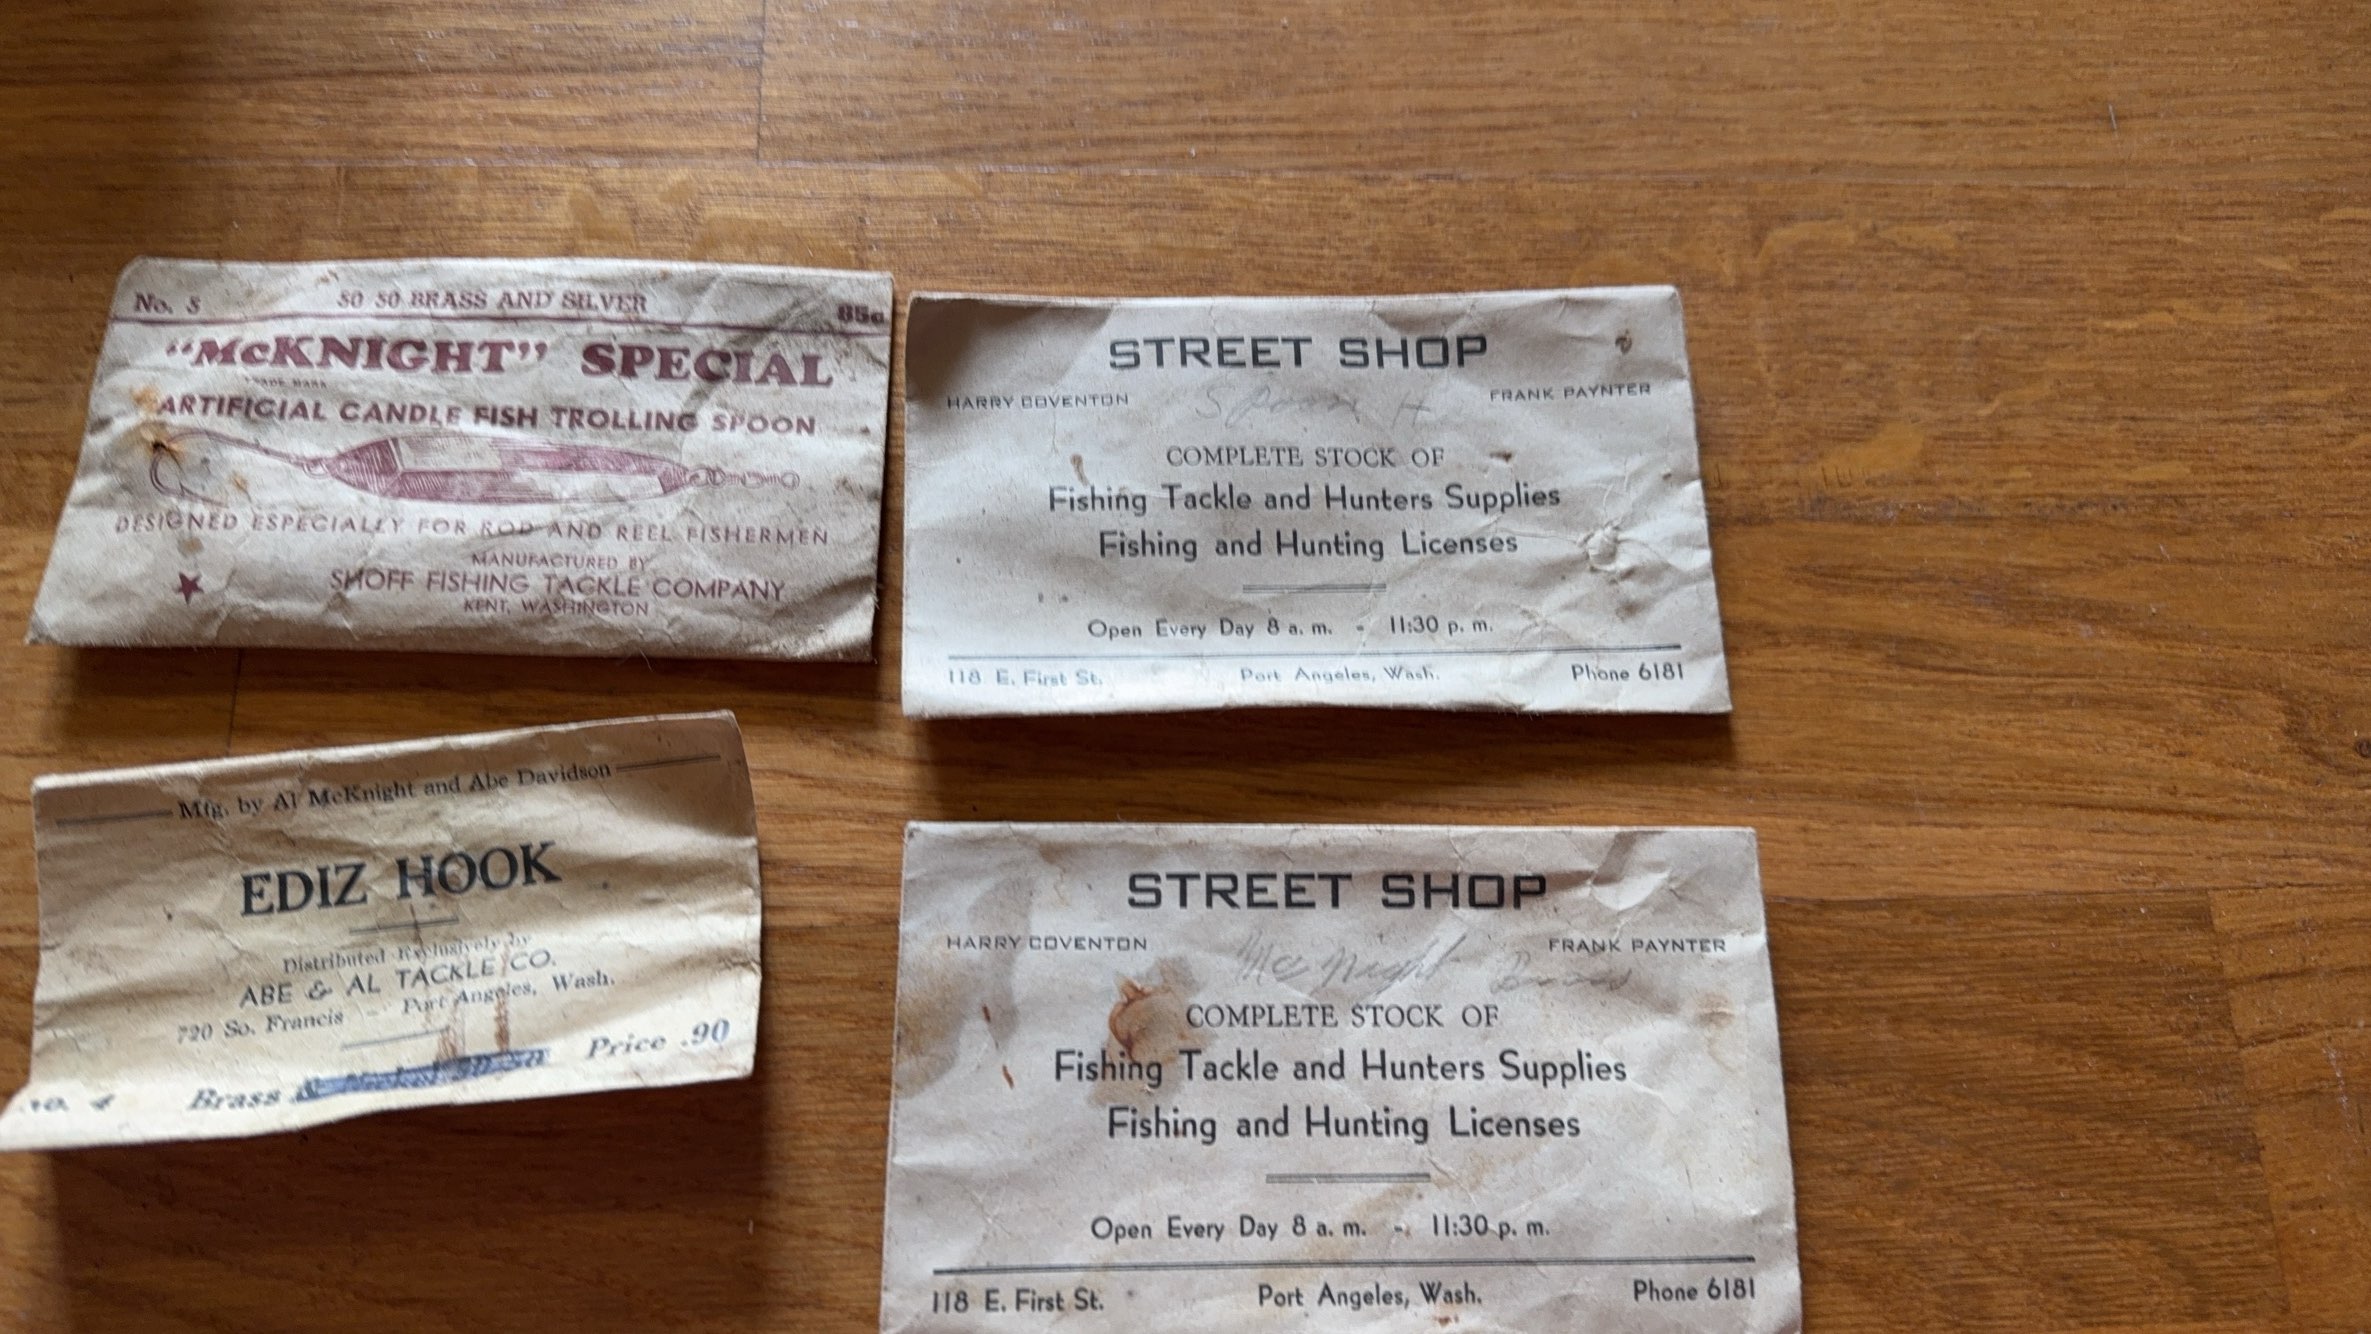 No. 5 50 50 BRASS AND SILVER 85c
"McKNIGHT" SPECIAL
TRADE MARK
ARTIFICIAL CANDLE FISH TROLLING SPOON
DESIGNED ESPECIALLY FOR ROD AND REEL FISHERMEN
MANUFACTURED BY
SHOFF FISHING TACKLE COMPANY
KENT, WASHINGTON
STREET SHOP
HARRY COVENTON FRANK PAYNTER
Spoon H
COMPLETE STOCK OF
Fishing Tackle and Hunters Supplies
Fishing and Hunting Licenses
Open Every Day 8 a. m. - 11:30 p. m.
118 E. First St. Port Angeles, Wash. Phone 6181
Mfg. by Al McKnight and Abe Davidson
EDIZ HOOK
Distributed Exclusively by
ABE & AL TACKLE CO.
720 So. Francis - Port Angeles, Wash.
Price .90
No. 4 Brass &
STREET SHOP
HARRY COVENTON FRANK PAYNTER
McNight Brass
COMPLETE STOCK OF
Fishing Tackle and Hunters Supplies
Fishing and Hunting Licenses
Open Every Day 8 a. m. - 11:30 p. m.
118 E. First St. Port Angeles, Wash. Phone 6181